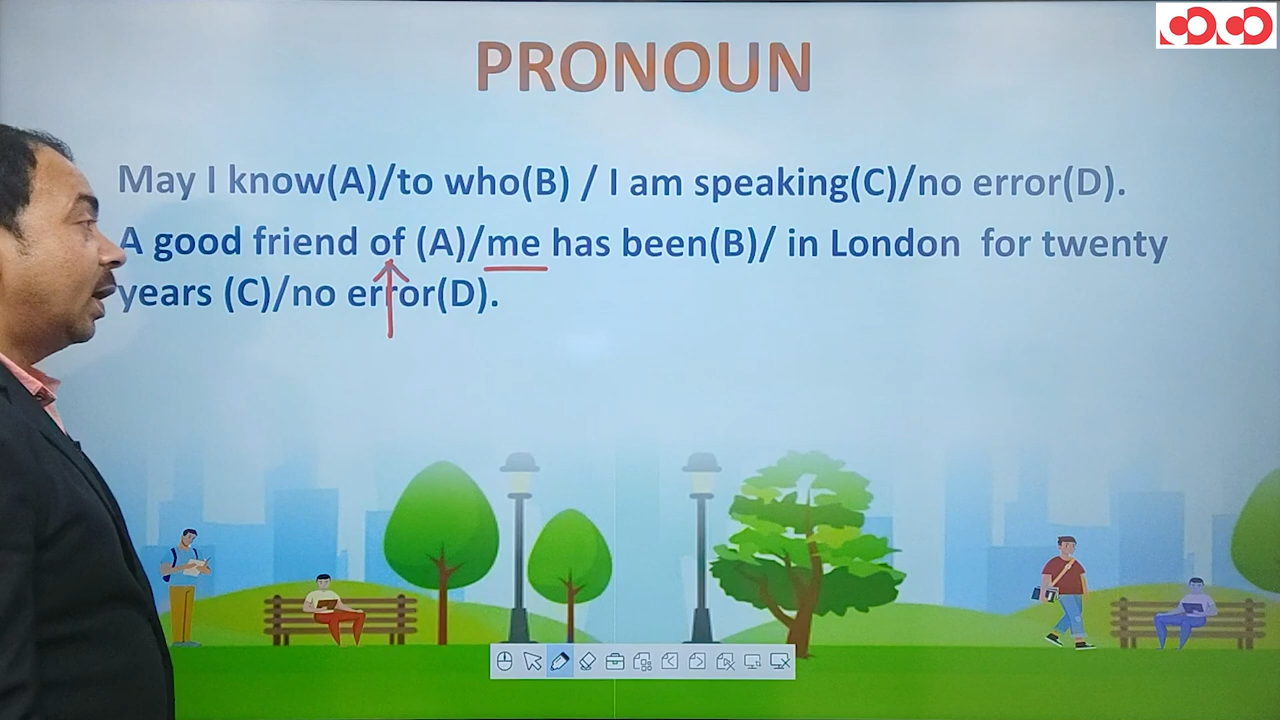 PRONOUN
May I know(A)/to who(B) / I am speaking(C)/no error(D).
A good friend of (A)/me has been(B)/ in London for twenty
years (C)/no error(D).